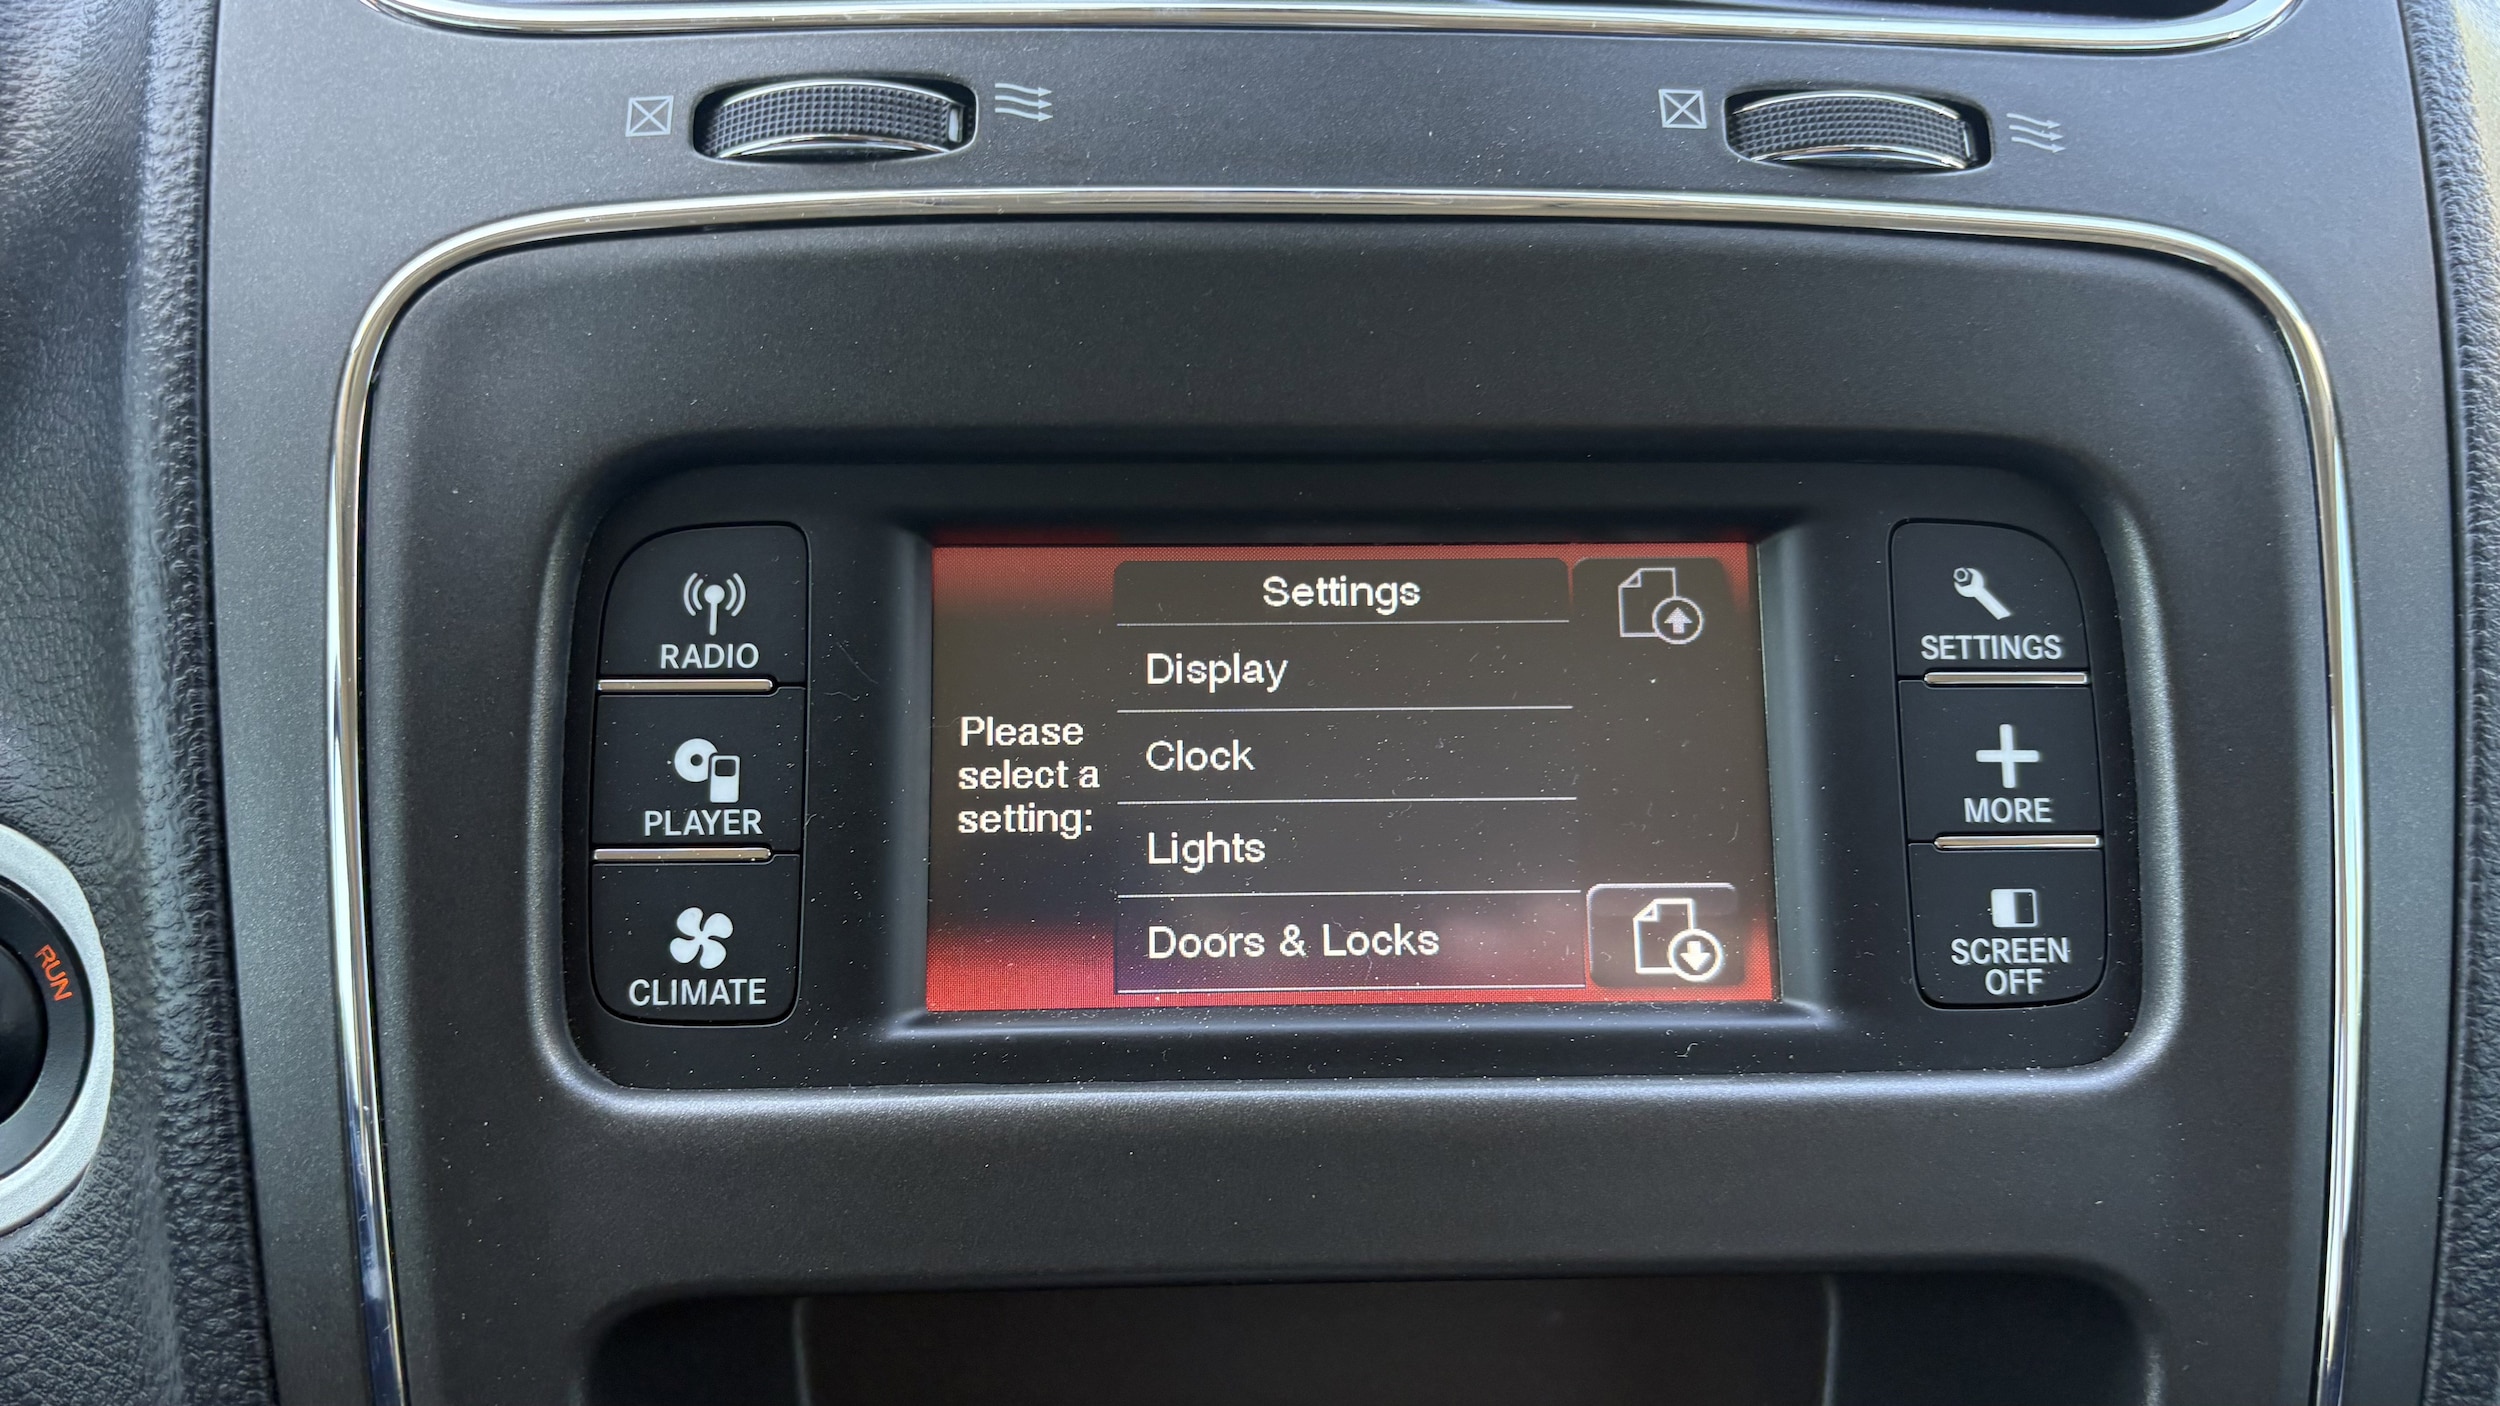 RADIO
PLAYER
CLIMATE
Settings
Please
select a
setting:
Display
Clock
Lights
Doors & Locks
SETTINGS
MORE
SCREEN
OFF
RUN